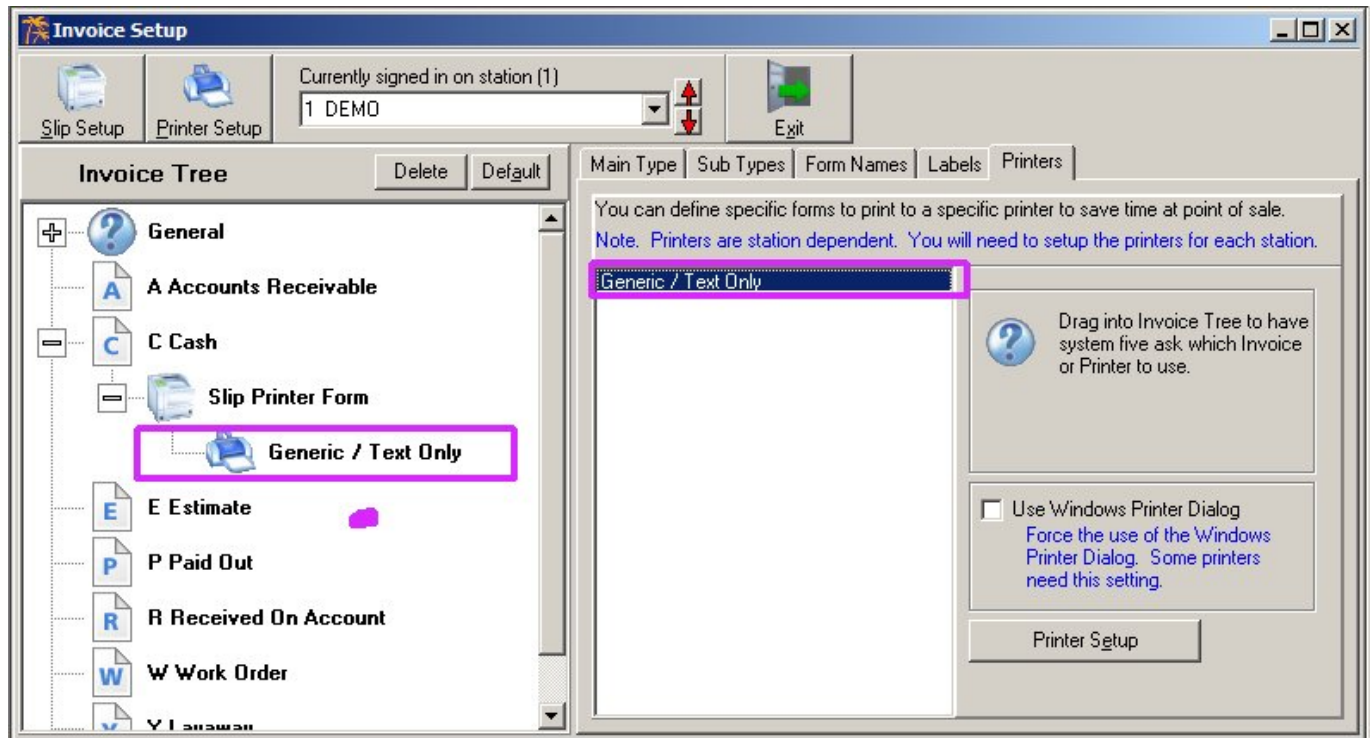 Invoice Setup
Currently signed in on station (1)
1 DEMO
Slip Setup
Printer Setup
Exit
Invoice Tree
Delete
Default
General
A Accounts Receivable
C Cash
Slip Printer Form
Generic / Text Only
E Estimate
P Paid Out
R Received On Account
W Work Order
Y Layaway
Main Type
Sub Types
Form Names
Labels
Printers
You can define specific forms to print to a specific printer to save time at point of sale.
Note. Printers are station dependent. You will need to setup the printers for each station.
Generic / Text Only
Drag into Invoice Tree to have
system five ask which Invoice
or Printer to use.
Use Windows Printer Dialog
Force the use of the Windows
Printer Dialog. Some printers
need this setting.
Printer Setup